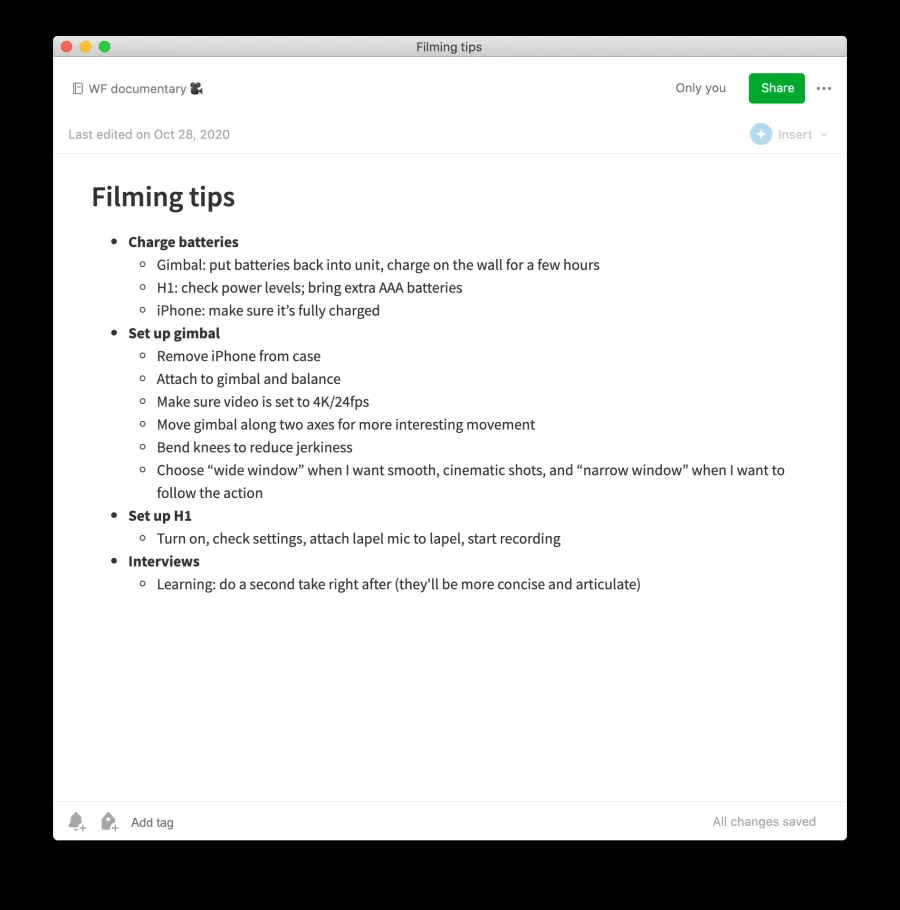 Filming tips
WF documentary
Only you
Share
Last edited on Oct 28, 2020
Insert
Filming tips
Charge batteries
Gimbal: put batteries back into unit, charge on the wall for a few hours
H1: check power levels; bring extra AAA batteries
iPhone: make sure it’s fully charged
Set up gimbal
Remove iPhone from case
Attach to gimbal and balance
Make sure video is set to 4K/24fps
Move gimbal along two axes for more interesting movement
Bend knees to reduce jerkiness
Choose “wide window” when I want smooth, cinematic shots, and “narrow window” when I want to
follow the action
Set up H1
Turn on, check settings, attach lapel mic to lapel, start recording
Interviews
Learning: do a second take right after (they'll be more concise and articulate)
Add tag
All changes saved